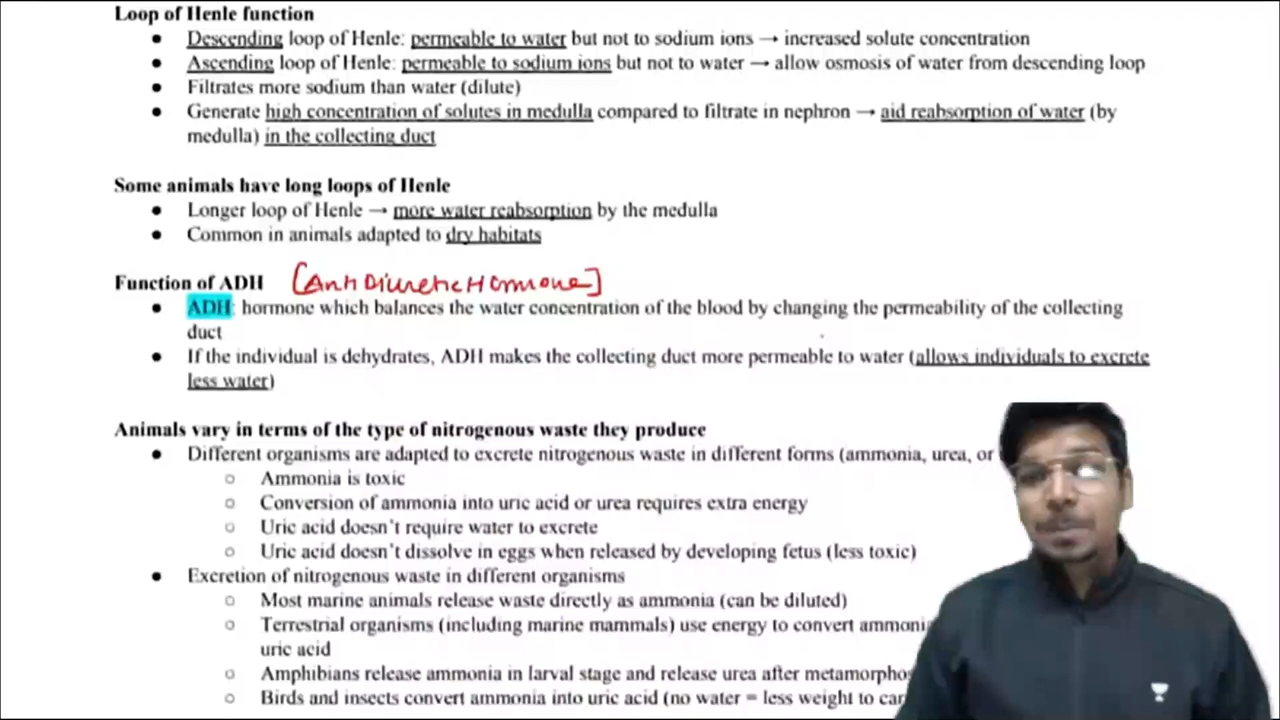 Loop of Henle function
● Descending loop of Henle: permeable to water but not to sodium ions → increased solute concentration
● Ascending loop of Henle: permeable to sodium ions but not to water → allow osmosis of water from descending loop
● Filtrates more sodium than water (dilute)
● Generate high concentration of solutes in medulla compared to filtrate in nephron → aid reabsorption of water (by
medulla) in the collecting duct
Some animals have long loops of Henle
● Longer loop of Henle → more water reabsorption by the medulla
● Common in animals adapted to dry habitats
Function of ADH [Anti Diuretic Hormone]
● ADH: hormone which balances the water concentration of the blood by changing the permeability of the collecting
duct
● If the individual is dehydrates, ADH makes the collecting duct more permeable to water (allows individuals to excrete
less water)
Animals vary in terms of the type of nitrogenous waste they produce
● Different organisms are adapted to excrete nitrogenous waste in different forms (ammonia, urea, or
○ Ammonia is toxic
○ Conversion of ammonia into uric acid or urea requires extra energy
○ Uric acid doesn't require water to excrete
○ Uric acid doesn't dissolve in eggs when released by developing fetus (less toxic)
● Excretion of nitrogenous waste in different organisms
○ Most marine animals release waste directly as ammonia (can be diluted)
○ Terrestrial organisms (including marine mammals) use energy to convert
uric acid
○ Amphibians release ammonia in larval stage and release urea after
○ Birds and insects convert ammonia into uric acid (no water = less weight to